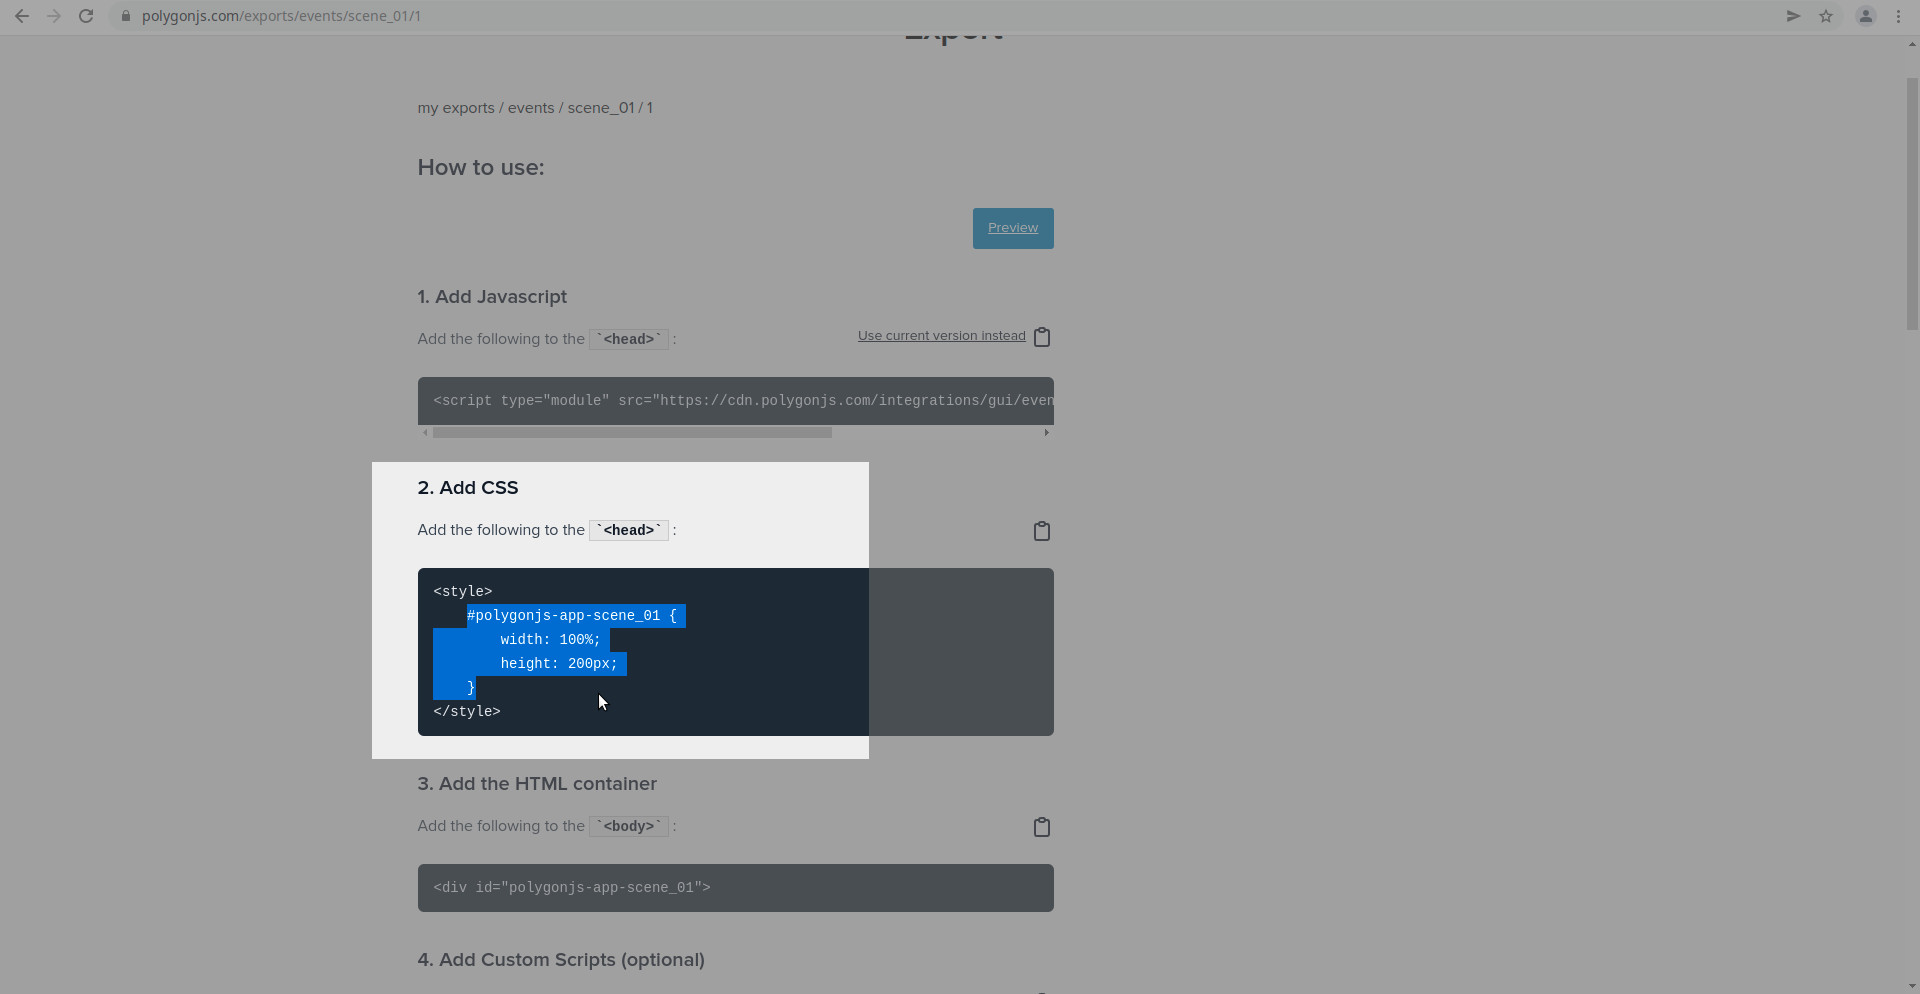 polygonjs.com/exports/events/scene_01/1
Export
my exports / events / scene_01 / 1
How to use:
Preview
1. Add Javascript
Add the following to the `<head>` :
Use current version instead
<script type="module" src="https://cdn.polygonjs.com/integrations/gui/even
2. Add CSS
Add the following to the `<head>` :
<style>
    #polygonjs-app-scene_01 {
        width: 100%;
        height: 200px;
    }
</style>
3. Add the HTML container
Add the following to the `<body>` :
<div id="polygonjs-app-scene_01">
4. Add Custom Scripts (optional)